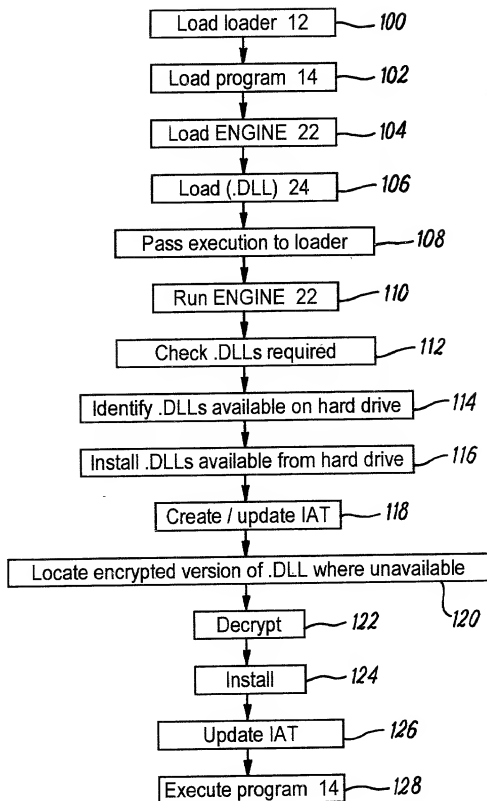 Load loader 12 100
Load program 14 102
Load ENGINE 22 104
Load (.DLL) 24 106
Pass execution to loader 108
Run ENGINE 22 110
Check .DLLs required 112
Identify .DLLs available on hard drive 114
Install .DLLs available from hard drive 116
Create / update IAT 118
Locate encrypted version of .DLL where unavailable
120
Decrypt 122
Install 124
Update IAT 126
Execute program 14 128